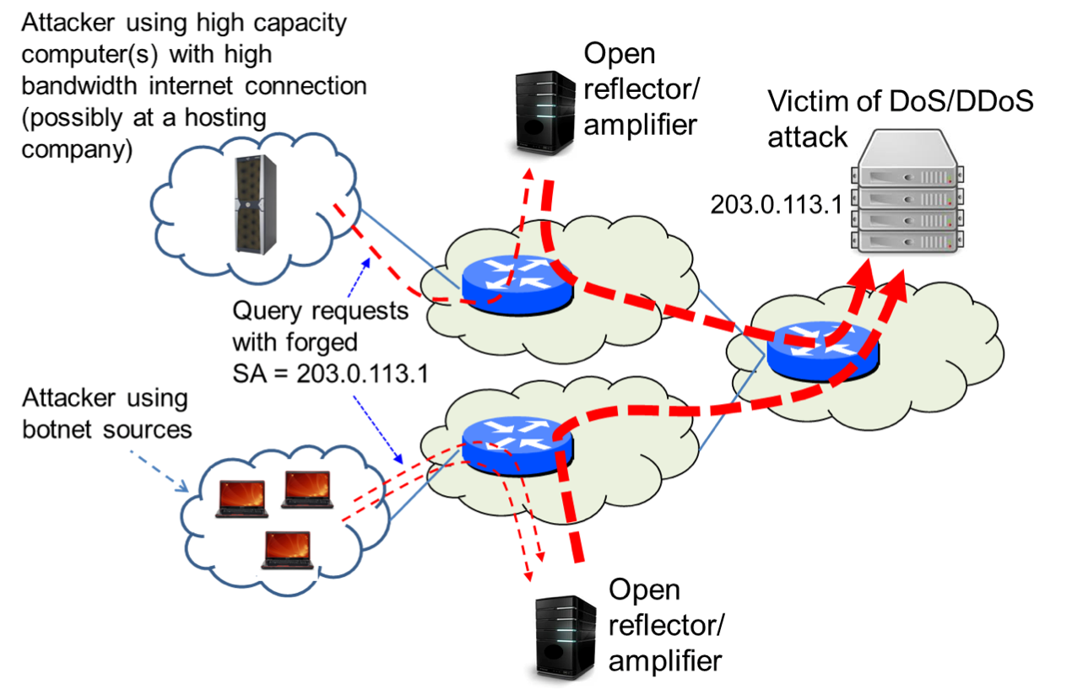 Attacker using high capacity
computer(s) with high
bandwidth internet connection
(possibly at a hosting
company)
Open
reflector/
amplifier
Victim of DoS/DDoS
attack
203.0.113.1
Query requests
with forged
SA = 203.0.113.1
Attacker using
botnet sources
Open
reflector/
amplifier